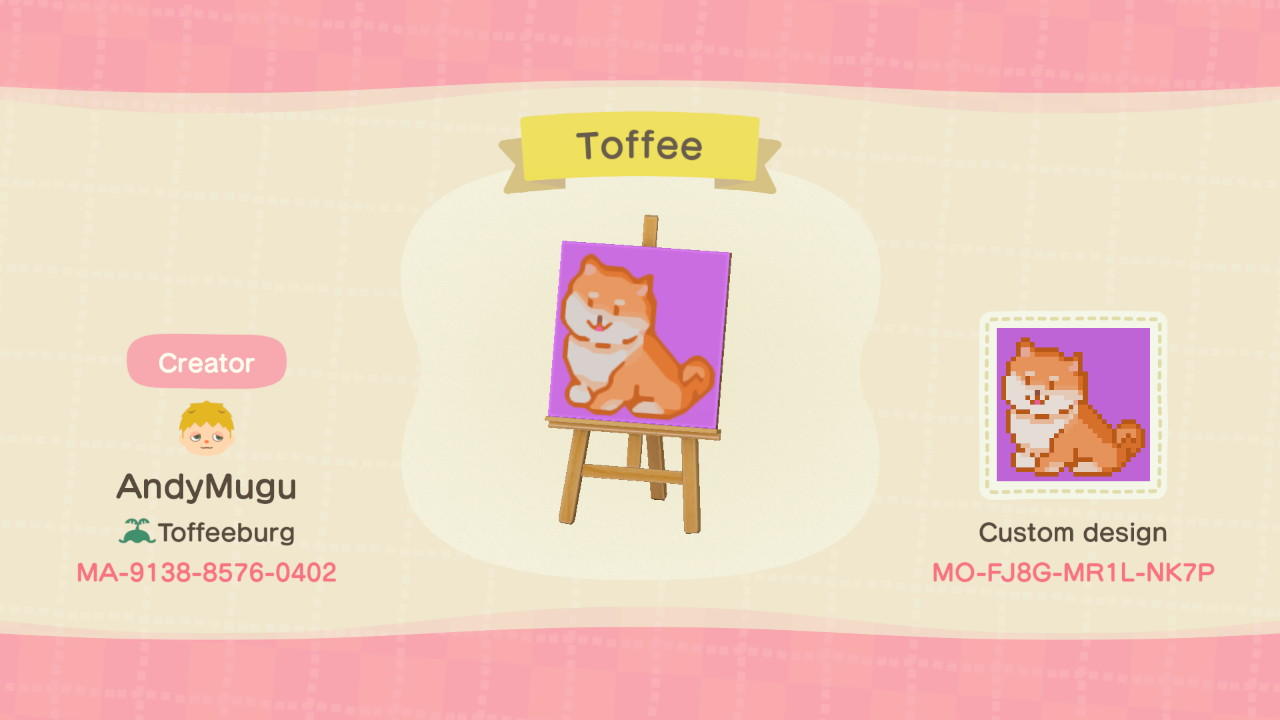 Toffee
Creator
AndyMugu
Toffeeburg
MA-9138-8576-0402
Custom design
MO-FJ8G-MR1L-NK7P